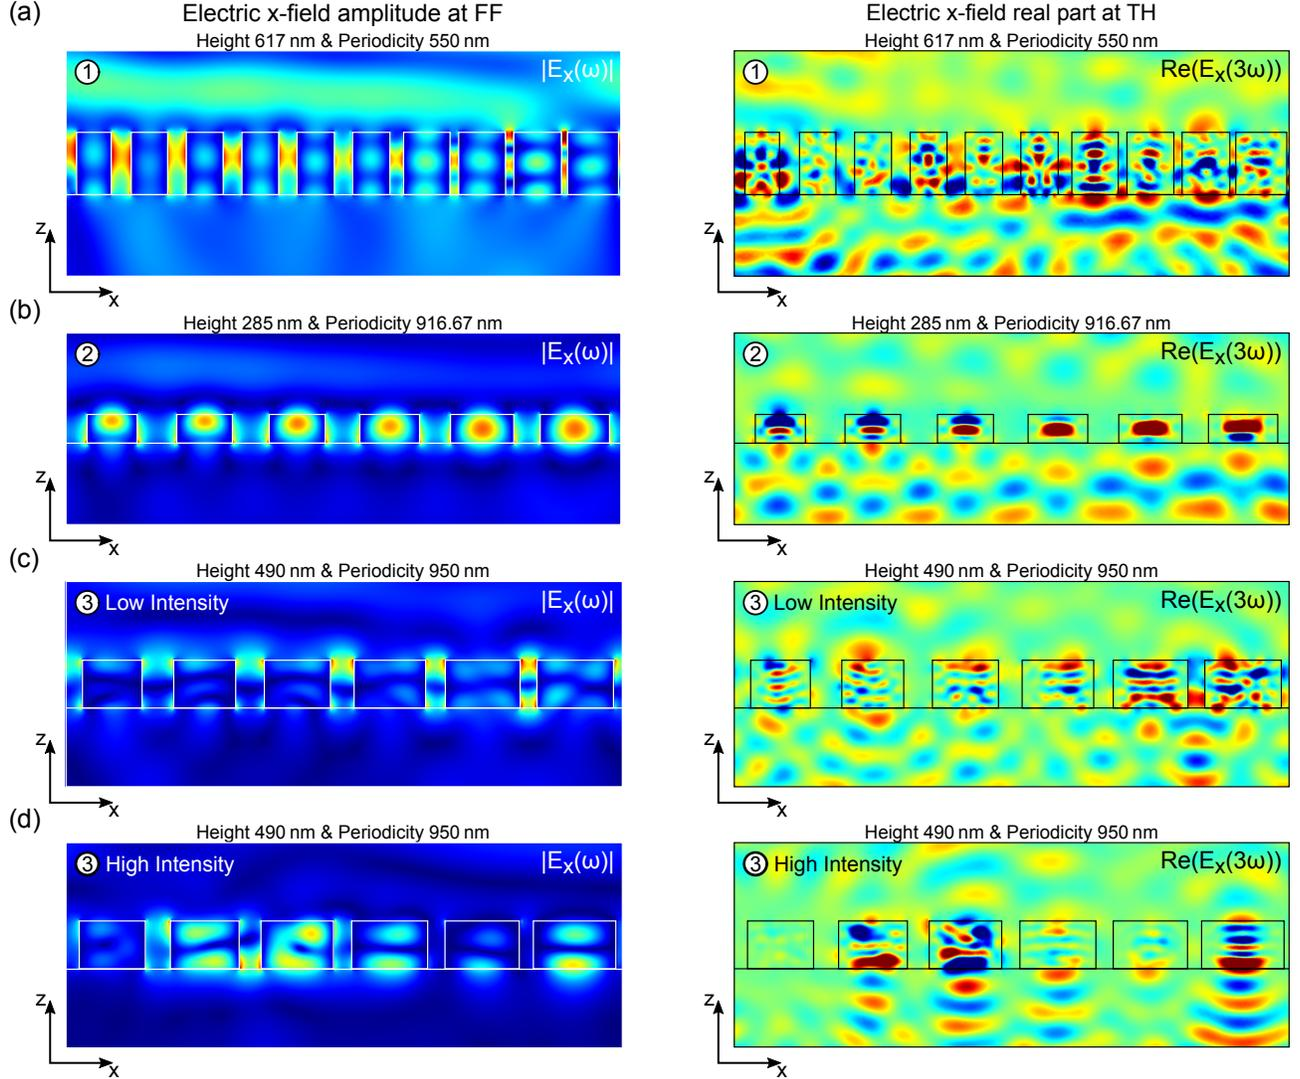 (a)
Electric x-field amplitude at FF
Electric x-field real part at TH
Height 617 nm & Periodicity 550 nm
Height 617 nm & Periodicity 550 nm
1
|Eₓ(ω)|
1
Re(Eₓ(3ω))
z
x
z
x
(b)
Height 285 nm & Periodicity 916.67 nm
Height 285 nm & Periodicity 916.67 nm
2
|Eₓ(ω)|
2
Re(Eₓ(3ω))
z
x
z
x
(c)
Height 490 nm & Periodicity 950 nm
Height 490 nm & Periodicity 950 nm
3 Low Intensity
|Eₓ(ω)|
3 Low Intensity
Re(Eₓ(3ω))
z
x
z
x
(d)
Height 490 nm & Periodicity 950 nm
Height 490 nm & Periodicity 950 nm
3 High Intensity
|Eₓ(ω)|
3 High Intensity
Re(Eₓ(3ω))
z
x
z
x